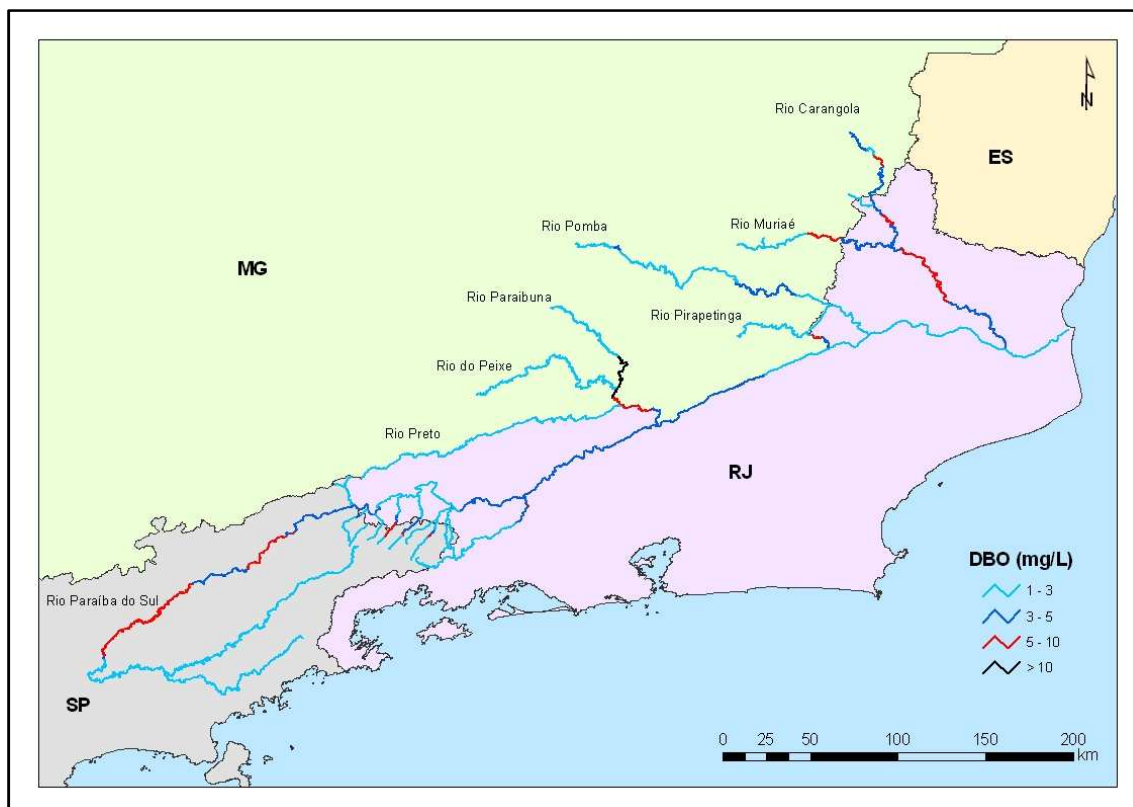 Rio Carangola
N
ES
Rio Pomba
Rio Muriaé
MG
Rio Paraibuna
Rio Pirapetinga
Rio do Peixe
Rio Preto
RJ
DBO (mg/L)
1 - 3
3 - 5
5 - 10
> 10
Rio Paraíba do Sul
SP
0 25 50 100 150 200
km